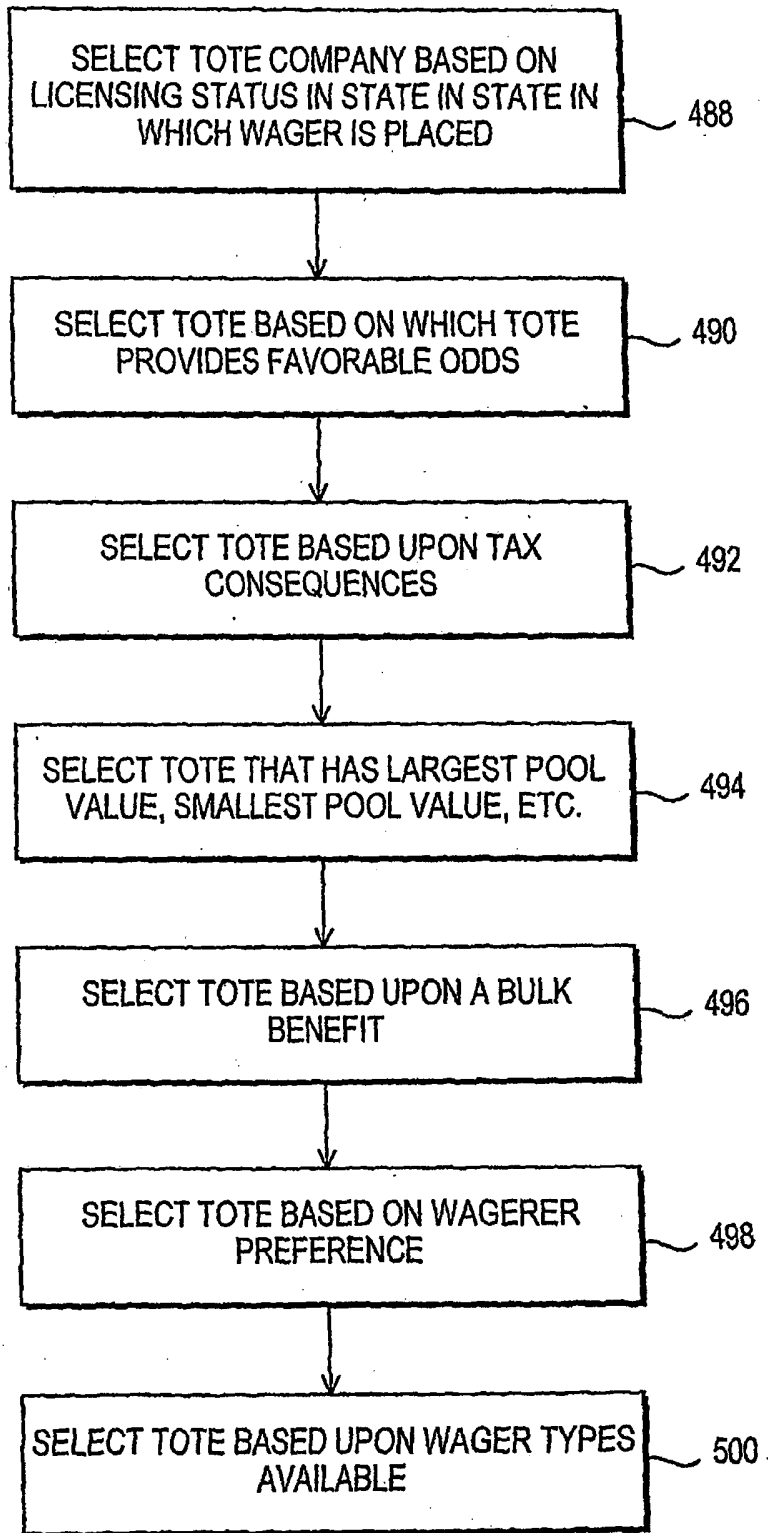 SELECT TOTE COMPANY BASED ON
LICENSING STATUS IN STATE IN STATE IN
WHICH WAGER IS PLACED
488
SELECT TOTE BASED ON WHICH TOTE
PROVIDES FAVORABLE ODDS
490
SELECT TOTE BASED UPON TAX
CONSEQUENCES
492
SELECT TOTE THAT HAS LARGEST POOL
VALUE, SMALLEST POOL VALUE, ETC.
494
SELECT TOTE BASED UPON A BULK
BENEFIT
496
SELECT TOTE BASED ON WAGERER
PREFERENCE
498
SELECT TOTE BASED UPON WAGER TYPES
AVAILABLE
500